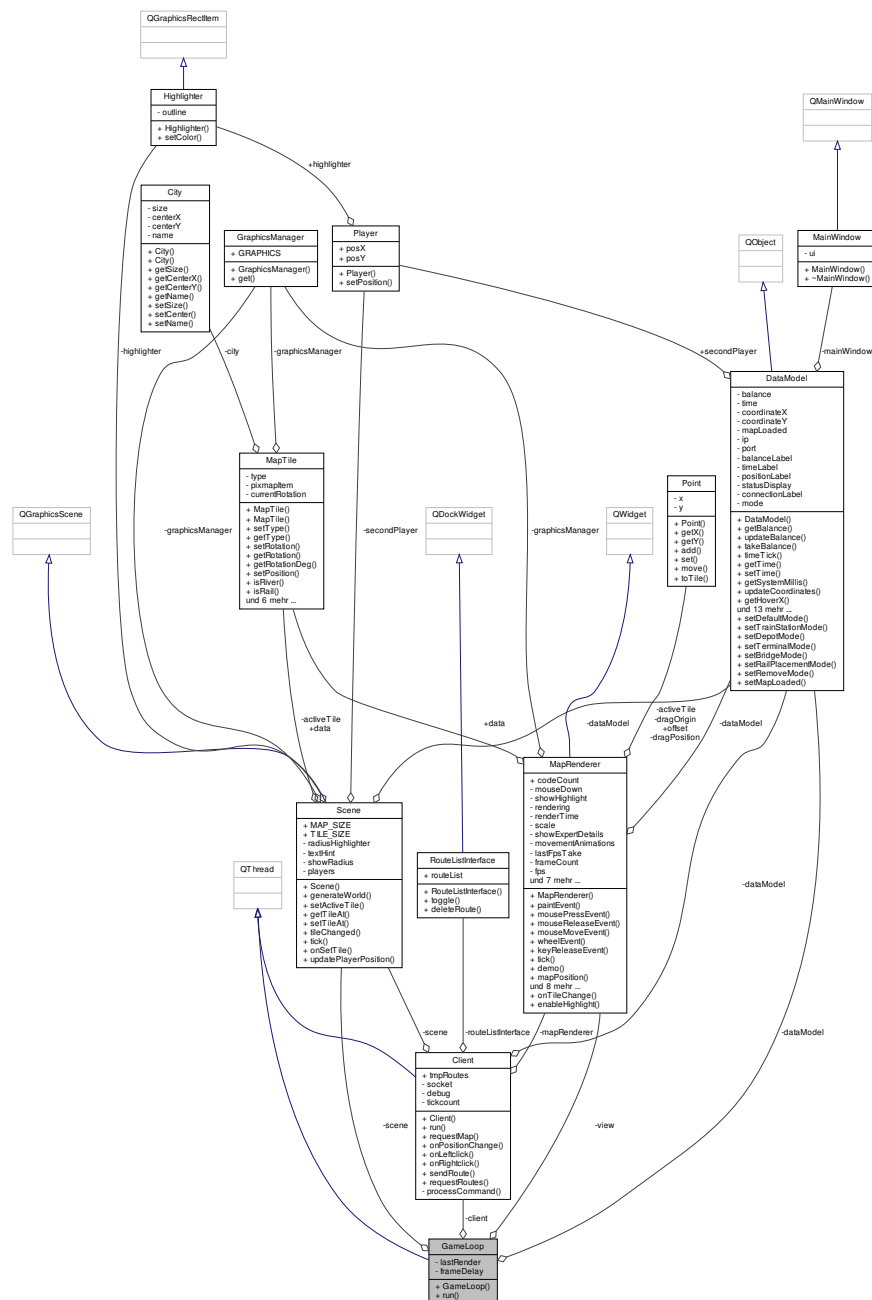 QGraphicsRectItem
Highlighter
- outline
+ Highlighter()
+ setColor()
QMainWindow
+highlighter
City
- size
- centerX
- centerY
- name
+ City()
+ City()
+ getSize()
+ getCenterX()
+ getCenterY()
+ getName()
+ setSize()
+ setCenter()
+ setName()
GraphicsManager
+ GRAPHICS
+ GraphicsManager()
+ get()
Player
+ posX
+ posY
+ Player()
+ setPosition()
QObject
MainWindow
- ui
+ MainWindow()
+ ~MainWindow()
-highlighter
-city
-graphicsManager
+secondPlayer
-mainWindow
DataModel
- balance
- time
- coordinateX
- coordinateY
- mapLoaded
- ip
- port
- balanceLabel
- timeLabel
- positionLabel
- statusDisplay
- connectionLabel
- mode
+ DataModel()
+ getBalance()
+ updateBalance()
+ takeBalance()
+ timeTick()
+ getTime()
+ setTime()
+ getSystemMillis()
+ updateCoordinates()
+ getHoverX()
und 13 mehr ...
+ setDefaultMode()
+ setTrainStationMode()
+ setDepotMode()
+ setTerminalMode()
+ setBridgeMode()
+ setRailPlacementMode()
+ setRemoveMode()
+ setMapLoaded()
MapTile
- type
- pixmapItem
- currentRotation
+ MapTile()
+ MapTile()
+ setType()
+ getType()
+ setRotation()
+ getRotation()
+ getRotationDeg()
+ setPosition()
+ isRiver()
+ isRail()
und 6 mehr ...
Point
- x
- y
+ Point()
+ getX()
+ getY()
+ add()
+ set()
+ move()
+ toTile()
QGraphicsScene
-graphicsManager
-secondPlayer
QDockWidget
-graphicsManager
QWidget
-activeTile
+data
+data
-dataModel
-activeTile
-dragOrigin
+offset
-dragPosition
-dataModel
MapRenderer
+ codeCount
- mouseDown
- showHighlight
- rendering
- renderTime
- scale
- showExpertDetails
- movementAnimations
- lastFpsTake
- frameCount
- fps
und 7 mehr ...
+ MapRenderer()
+ paintEvent()
+ mousePressEvent()
+ mouseReleaseEvent()
+ mouseMoveEvent()
+ wheelEvent()
+ keyReleaseEvent()
+ tick()
+ demo()
+ mapPosition()
und 8 mehr ...
+ onTileChange()
+ enableHighlight()
Scene
+ MAP_SIZE
+ TILE_SIZE
- radiusHighlighter
- textHint
- showRadius
- players
+ Scene()
+ generateWorld()
+ setActiveTile()
+ getTileAt()
+ setTileAt()
+ tileChanged()
+ tick()
+ onSetTile()
+ updatePlayerPosition()
RouteListInterface
+ routeList
+ RouteListInterface()
+ toggle()
+ deleteRoute()
QThread
-dataModel
-scene
-routeListInterface
-mapRenderer
-dataModel
Client
+ tmpRoutes
- socket
- debug
- tickcount
+ Client()
+ run()
+ requestMap()
+ onPositionChange()
+ onLeftclick()
+ onRightclick()
+ sendRoute()
+ requestRoutes()
- processCommand()
-scene
-view
-client
GameLoop
- lastRender
- frameDelay
+ GameLoop()
+ run()